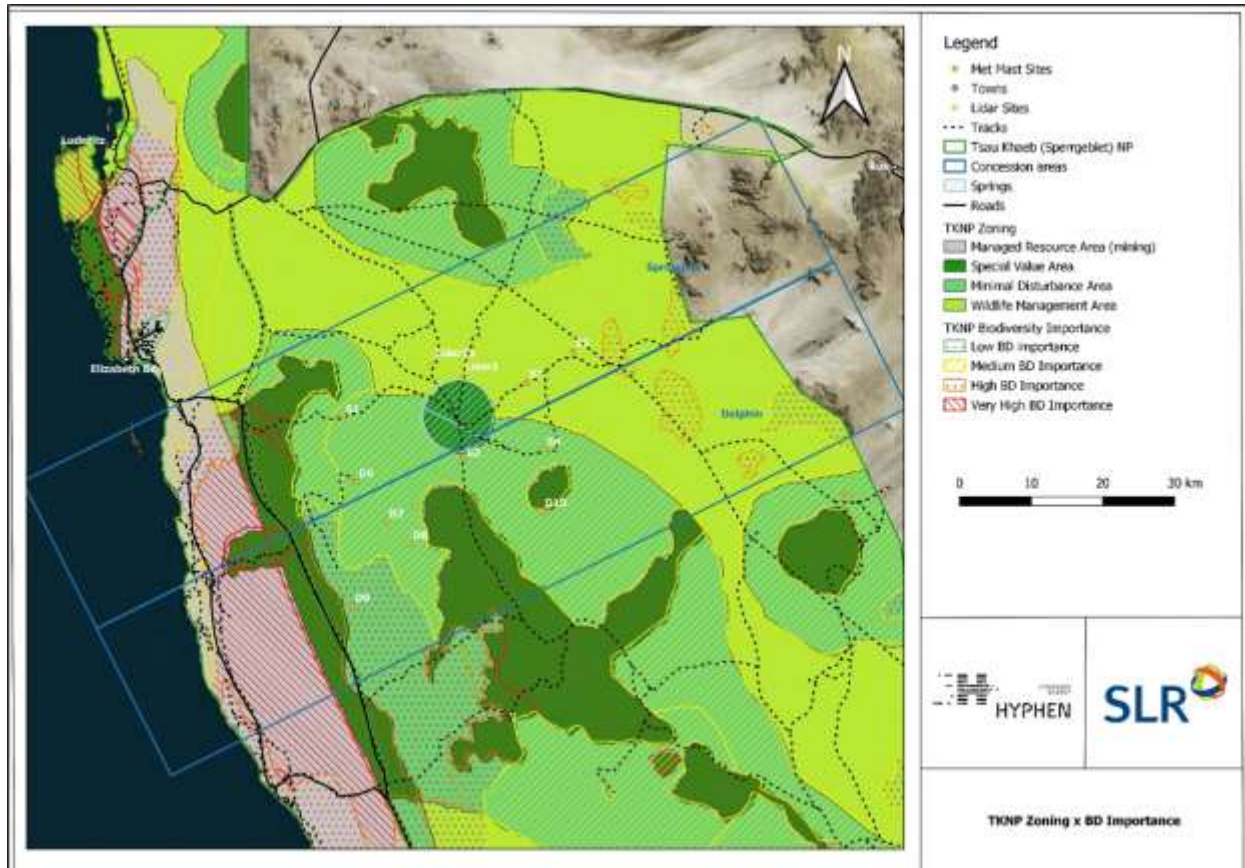 N
Luderitz
Elizabeth B
Dolphin
D6
D7
D8
D9
D10
Legend
Met Mast Sites
Towns
Lidar Sites
Tracks
Tsau Khaeb (Sperrgebiet) NP
Concession areas
Springs
Roads
TKNP Zoning
Managed Resource Area (mining)
Special Value Area
Minimal Disturbance Area
Wildlife Management Area
TKNP Biodiversity Importance
Low BD Importance
Medium BD Importance
High BD Importance
Very High BD Importance
0 10 20 30 km
HYPHEN
SLR
TKNP Zoning x BD Importance